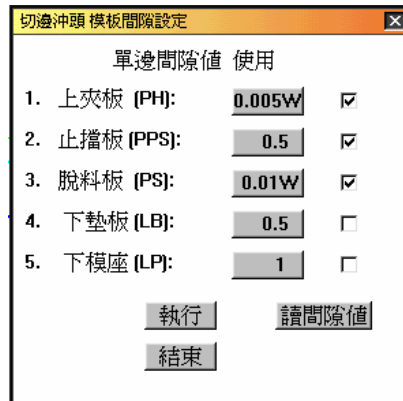 切邊沖頭 模板間隙設定
單邊間隙值 使用
1. 上夾板 (PH): 0.005W
2. 止擋板 (PPS): 0.5
3. 脫料板 (PS): 0.01W
4. 下墊板 (LB): 0.5
5. 下模座 (LP): 1
執行 讀間隙值
結束